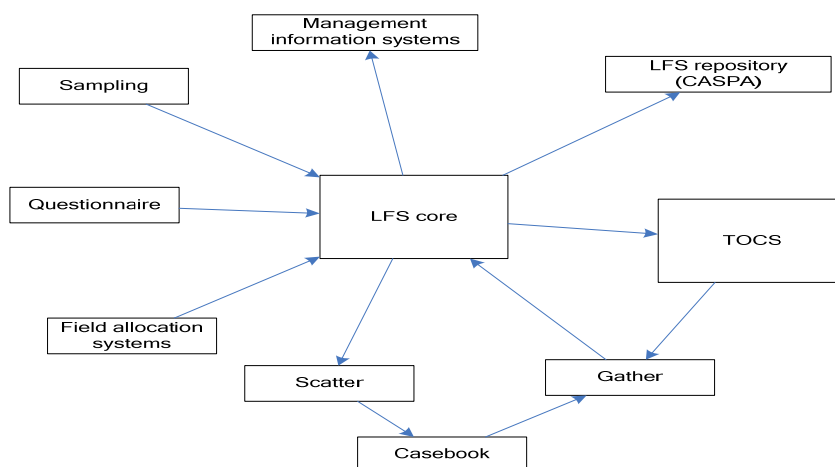 Management
information systems
LFS repository
(CASPA)
Sampling
Questionnaire
LFS core
TOCS
Field allocation
systems
Scatter
Gather
Casebook